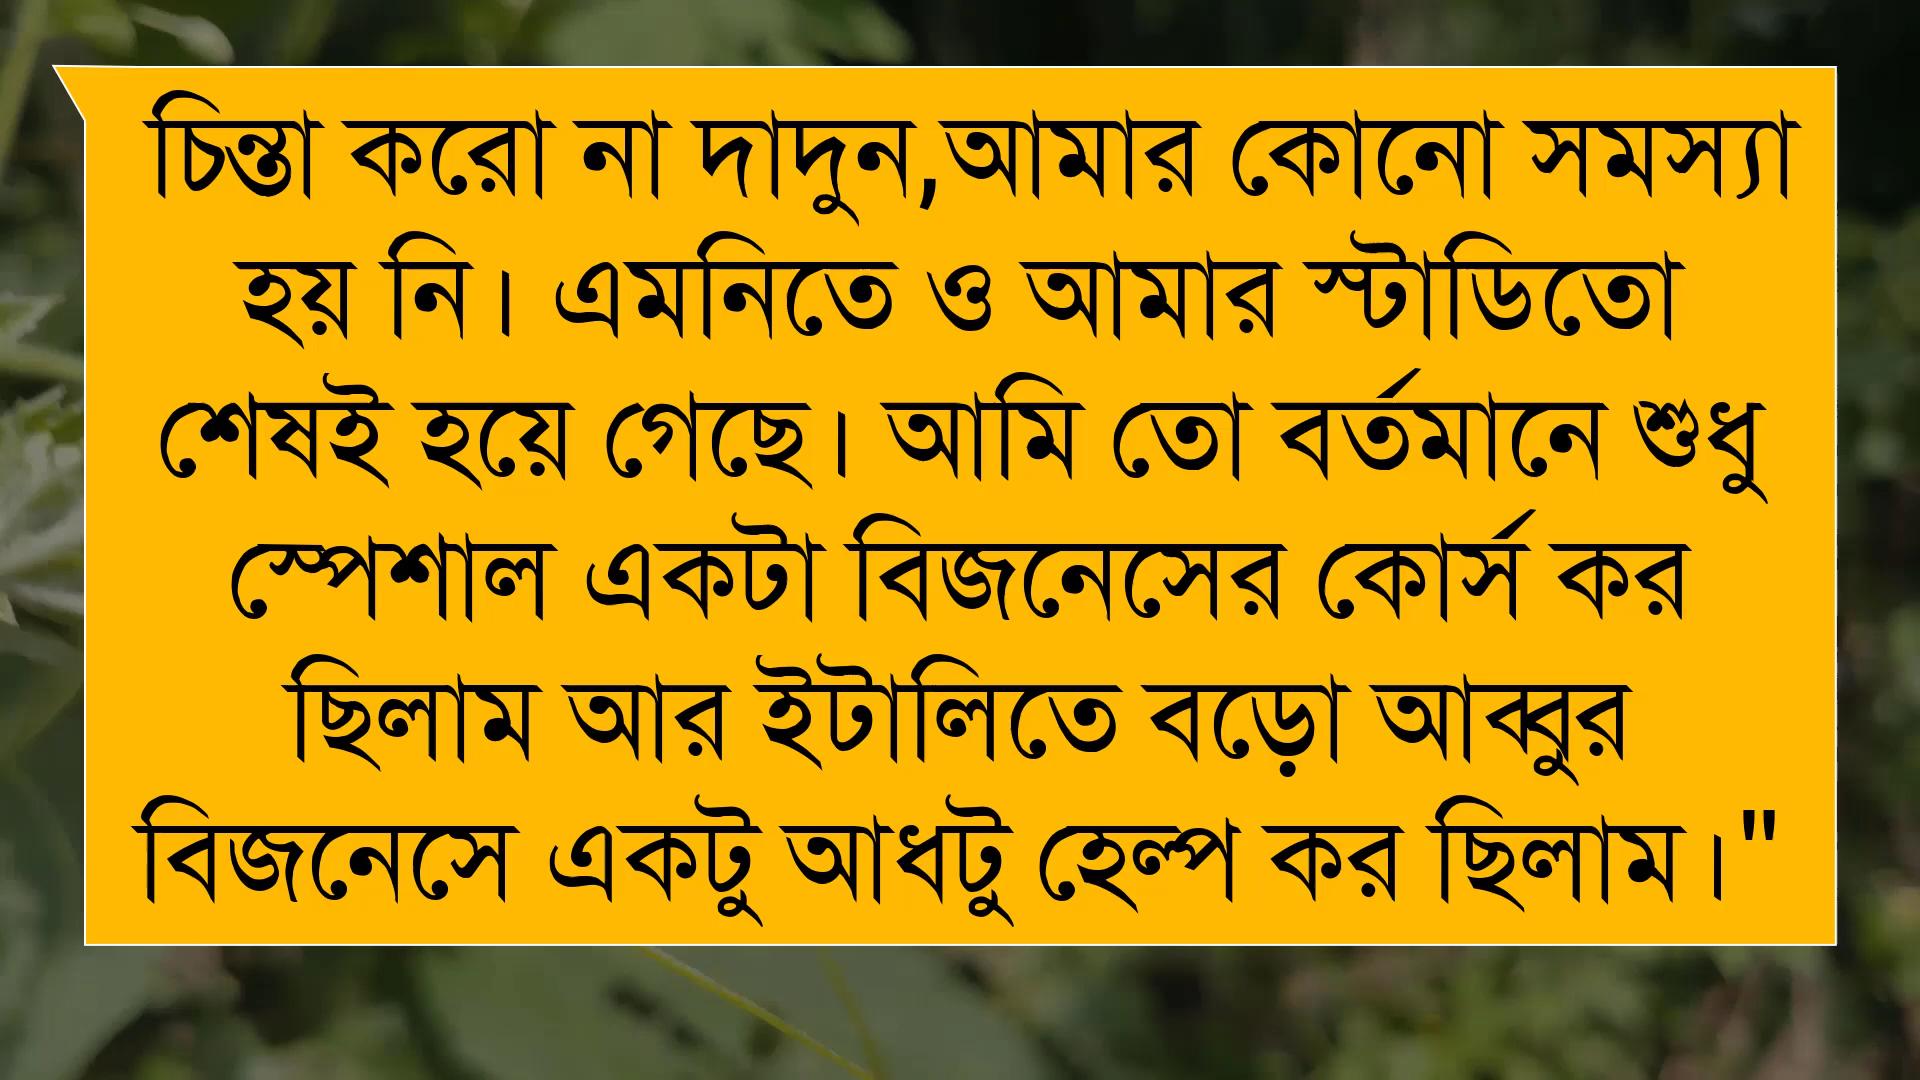 চিন্তা করো না দাদুন,আমার কোনো সমস্যা
হয় নি। এমনিতে ও আমার স্টাডিতো
শেষই হয়ে গেছে। আমি তো বর্তমানে শুধু
স্পেশাল একটা বিজনেসের কোর্স কর
ছিলাম আর ইটালিতে বড়ো আব্বুর
বিজনেসে একটু আধটু হেল্প কর ছিলাম।"